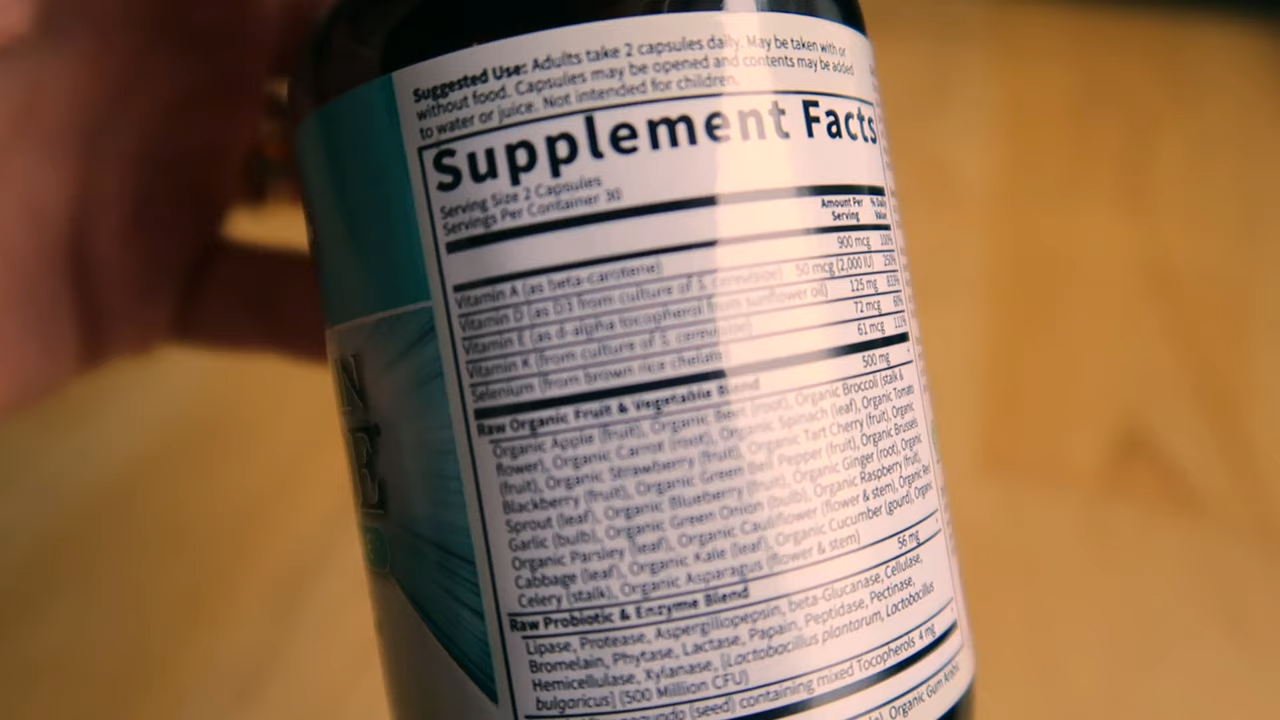 Suggested Use: Adults take 2 capsules daily. May be taken with or
without food. Capsules may be opened and contents may be added
to water or juice. Not intended for children.
Supplement Facts
Serving Size 2 Capsules
Servings Per Container 30
Amount Per Serving % Daily Value
Vitamin A (as beta-carotene) 900 mcg 100%
Vitamin D (as D3 from culture of S. cerevisiae) 50 mcg (2,000 IU) 250%
Vitamin E (as d-alpha tocopherol from sunflower oil) 125 mg 833%
Vitamin K (from culture of S. cerevisiae) 72 mcg 60%
Selenium (from brown rice chelate) 61 mcg 111%
Raw Organic Fruit & Vegetable Blend 500 mg
Organic Apple (fruit), Organic Beet (root), Organic Broccoli (stalk &
flower), Organic Carrot (root), Organic Spinach (leaf), Organic Tomato
(fruit), Organic Strawberry (fruit), Organic Tart Cherry (fruit), Organic
Blackberry (fruit), Organic Green Bell Pepper (fruit), Organic Brussels
Sprout (leaf), Organic Blueberry (fruit), Organic Ginger (root), Organic
Garlic (bulb), Organic Green Onion (bulb), Organic Raspberry (fruit),
Organic Parsley (leaf), Organic Cauliflower (flower & stem), Organic Red
Cabbage (leaf), Organic Kale (leaf), Organic Cucumber (gourd), Organic
Celery (stalk), Organic Asparagus (flower & stem)
Raw Probiotic & Enzyme Blend 56 mg
Lipase, Protease, Aspergillopepsin, beta-Glucanase, Cellulase,
Bromelain, Phytase, Lactase, Papain, Peptidase, Pectinase,
Hemicellulase, Xylanase, [Lactobacillus plantarum, Lactobacillus
bulgaricus] (500 Million CFU)
(seed) containing mixed Tocopherols 4 mg
Organic Gum Arabic